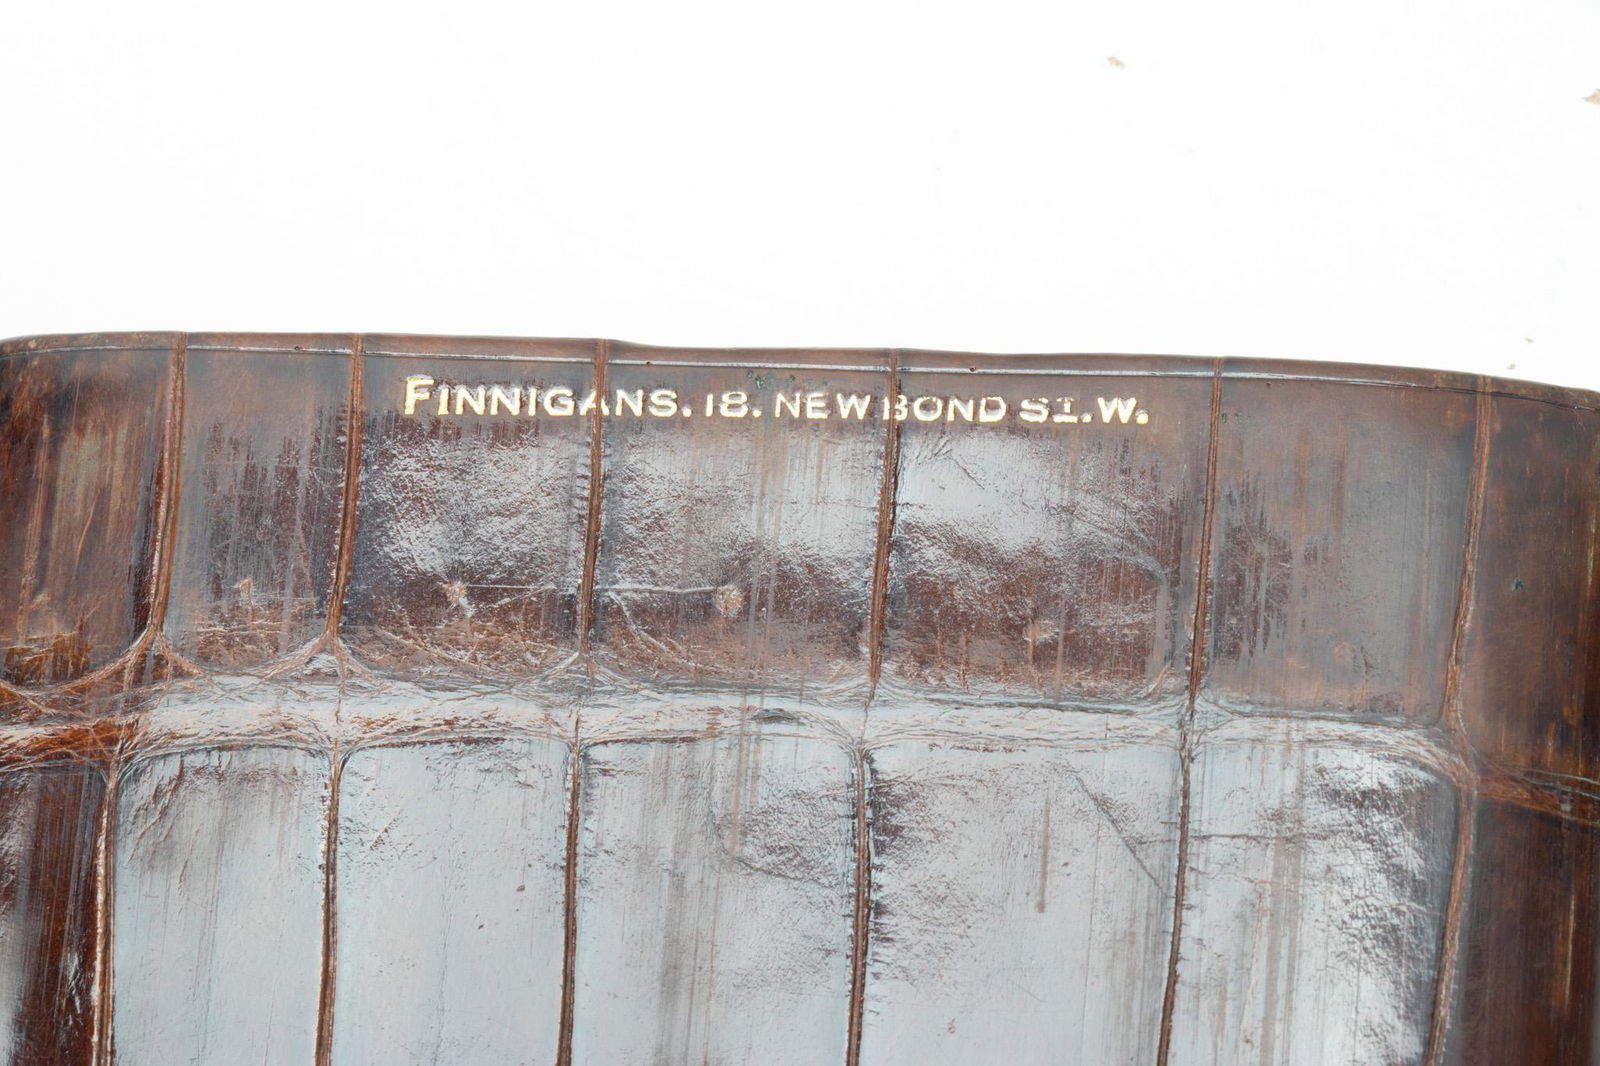 FINNIGANS. 18. NEW BOND ST. W.